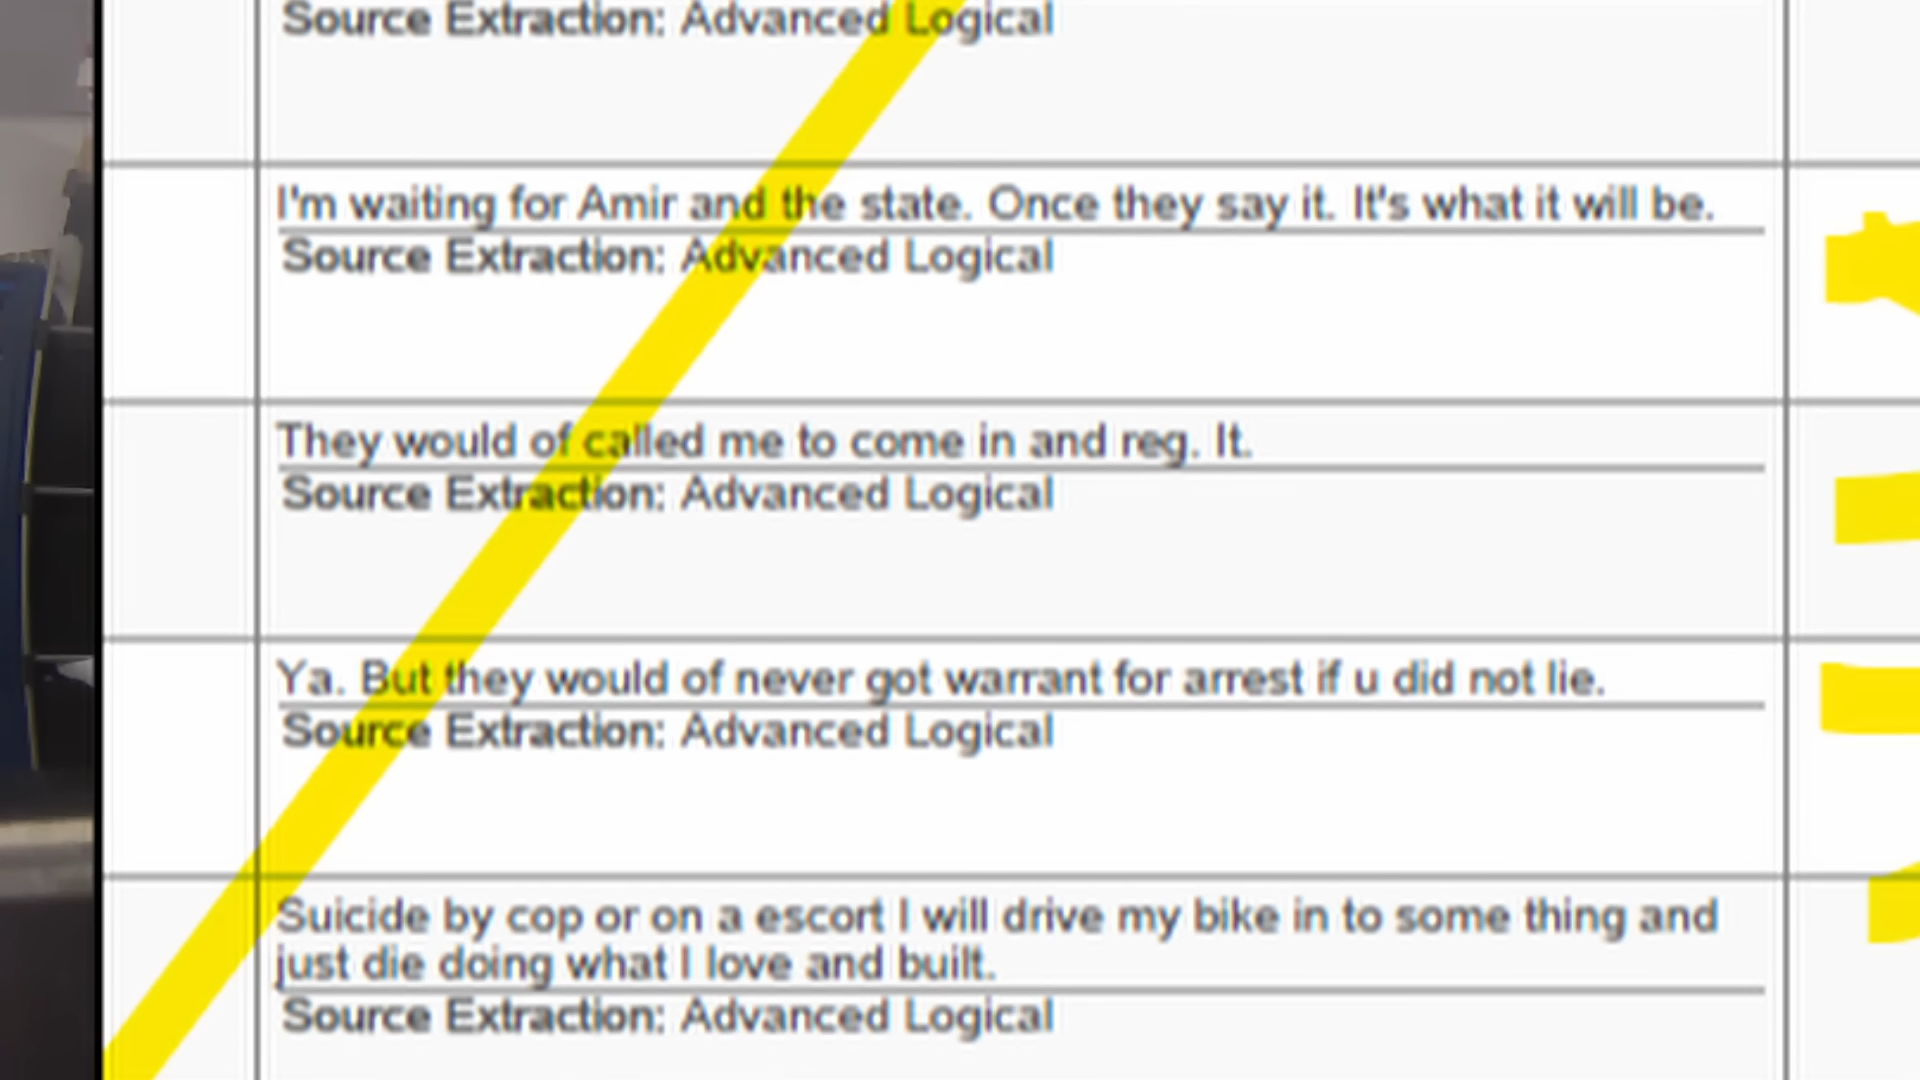 Source Extraction: Advanced Logical
I'm waiting for Amir and the state. Once they say it. It's what it will be.
Source Extraction: Advanced Logical
They would of called me to come in and reg. It.
Source Extraction: Advanced Logical
Ya. But they would of never got warrant for arrest if u did not lie.
Source Extraction: Advanced Logical
Suicide by cop or on a escort I will drive my bike in to some thing and
just die doing what I love and built.
Source Extraction: Advanced Logical